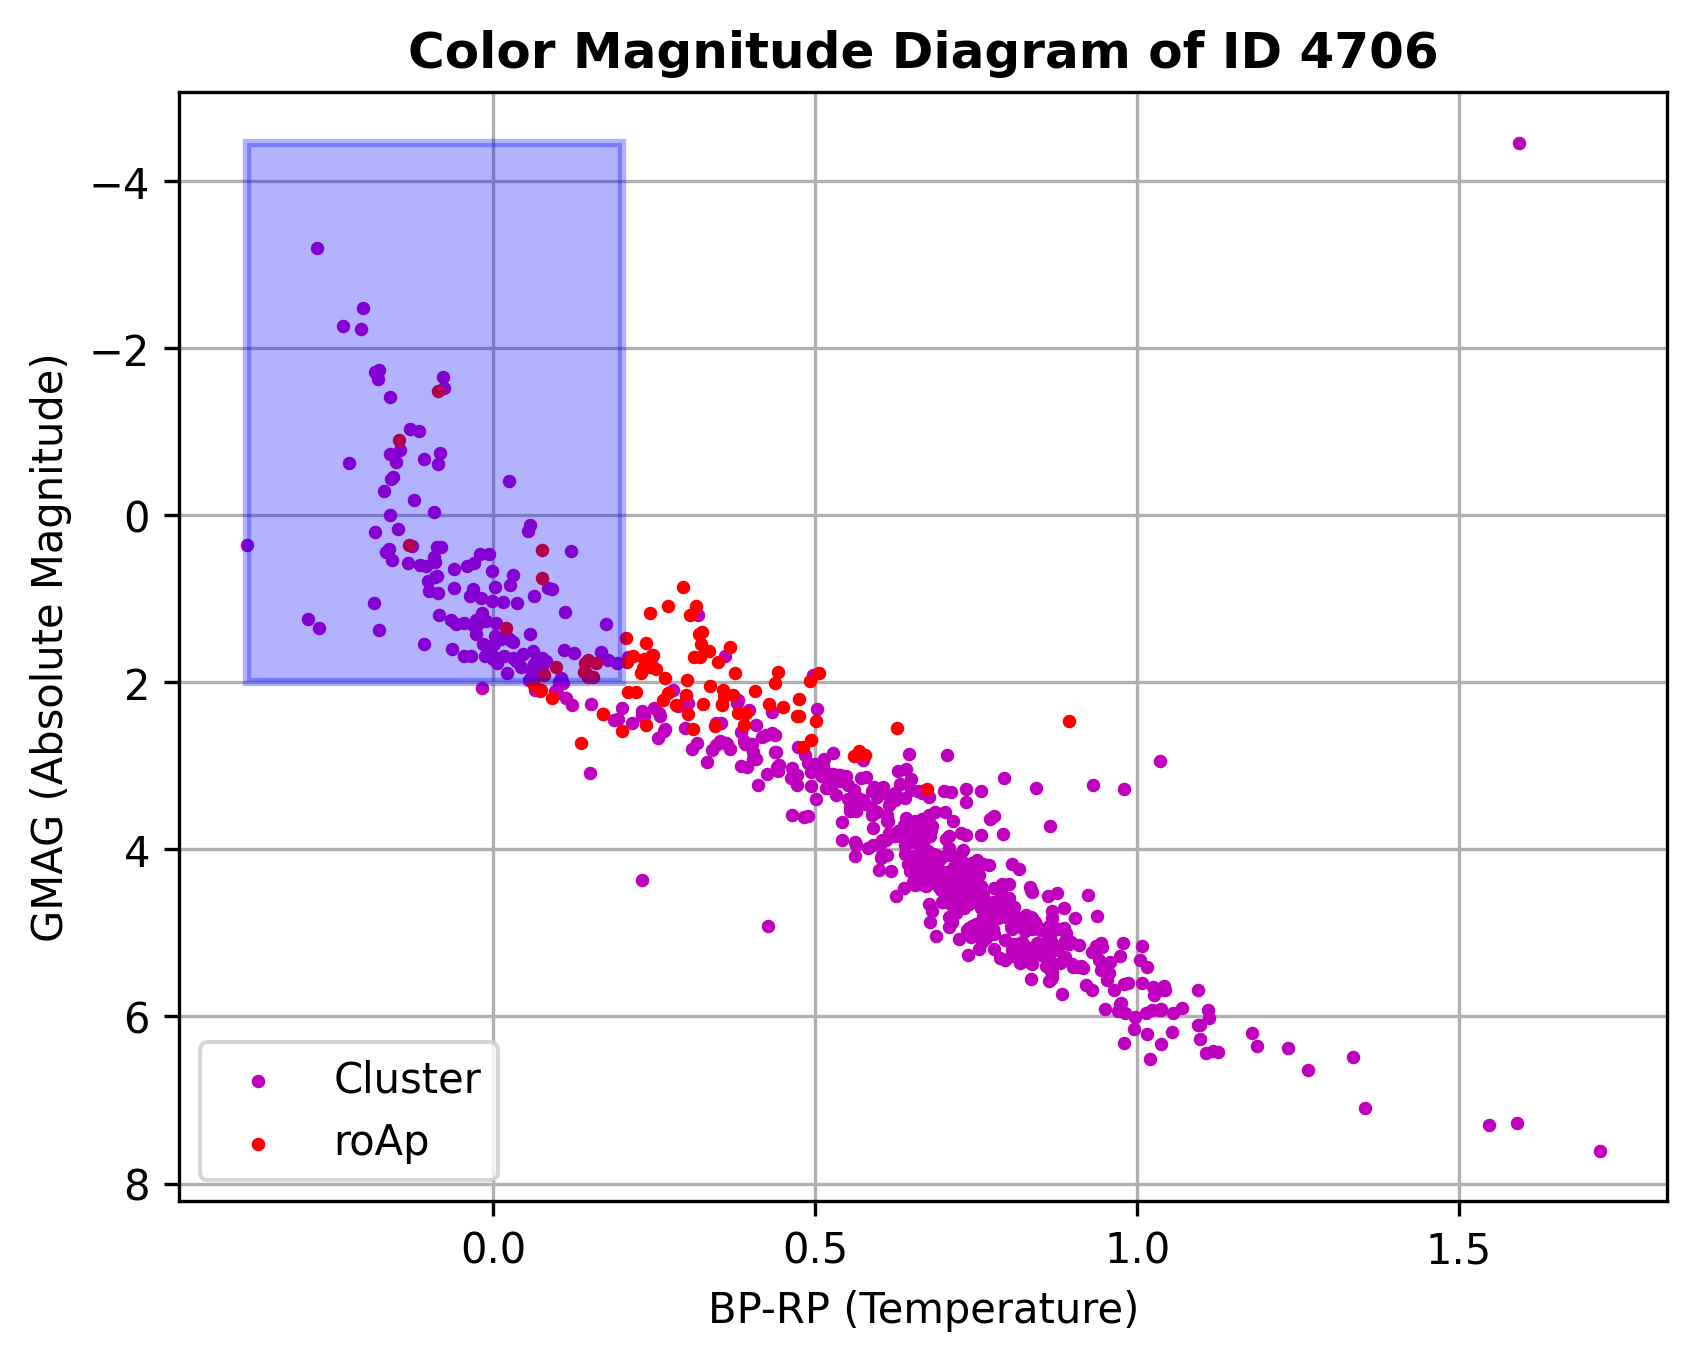 Color Magnitude Diagram of ID 4706
−4
−2
0
2
4
6
8
GMAG (Absolute Magnitude)
Cluster
roAp
0.0 0.5 1.0 1.5
BP-RP (Temperature)